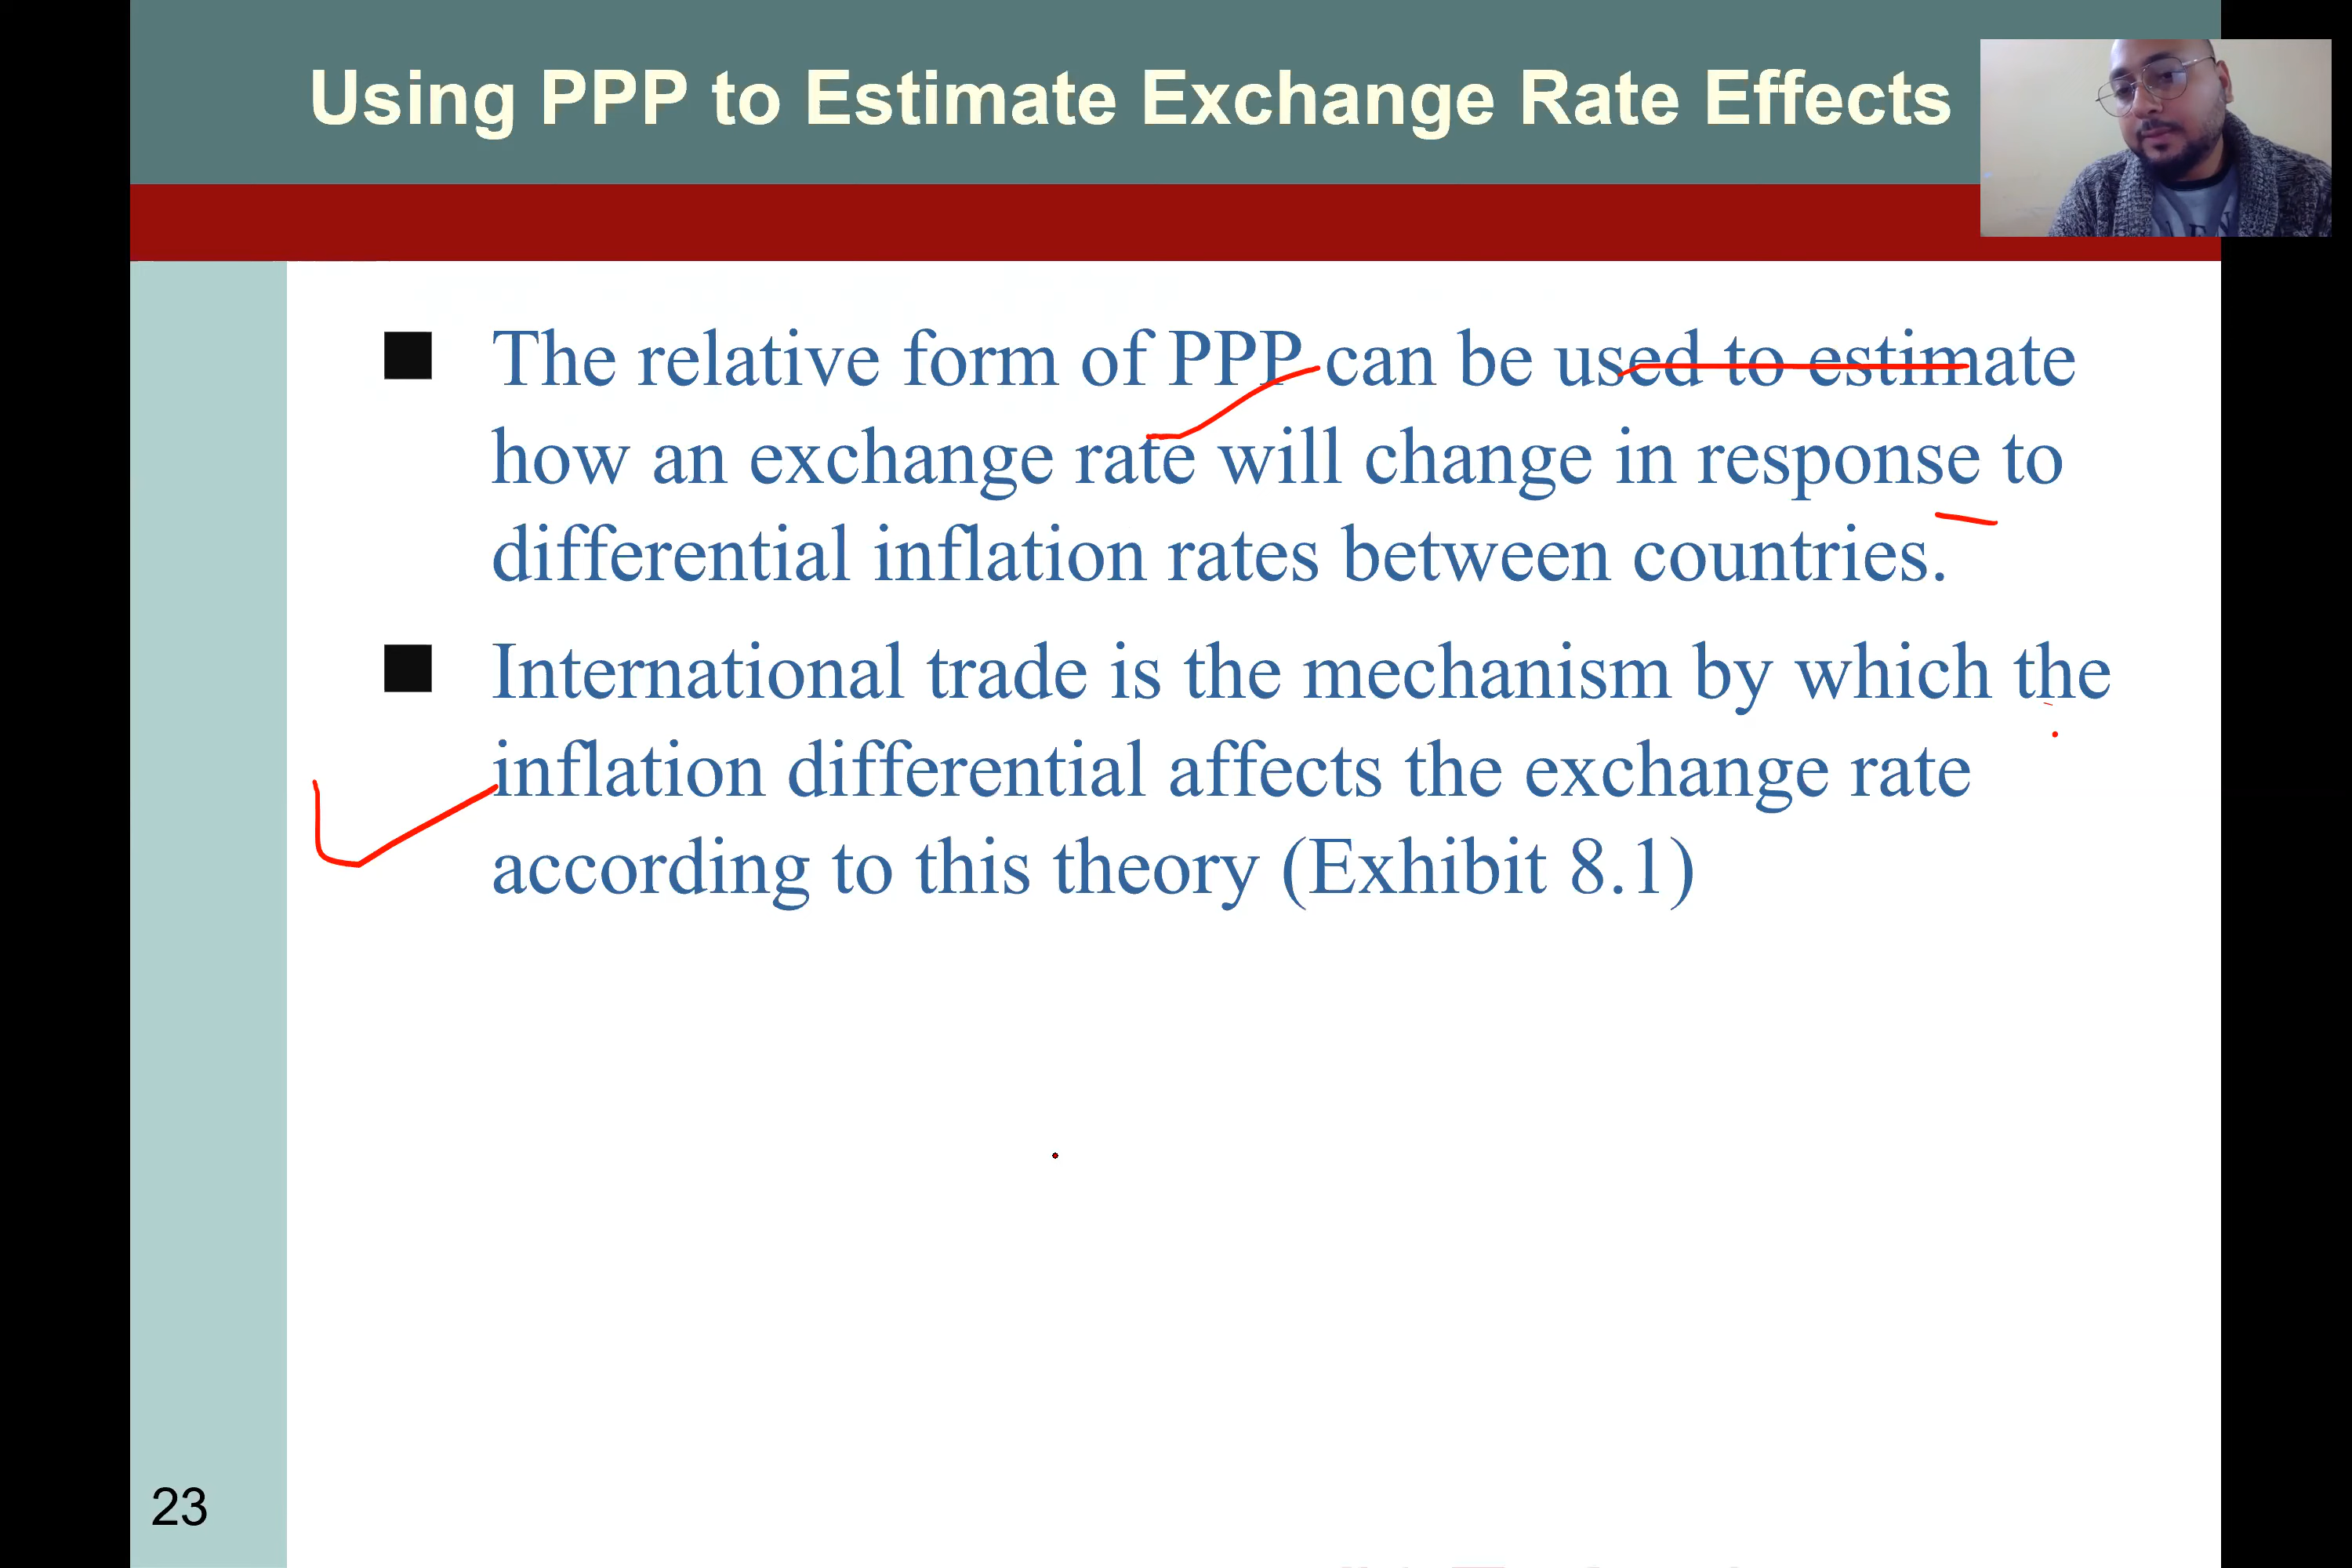 Using PPP to Estimate Exchange Rate Effects
■ The relative form of PPP can be used to estimate
how an exchange rate will change in response to
differential inflation rates between countries.
■ International trade is the mechanism by which the
inflation differential affects the exchange rate
according to this theory (Exhibit 8.1)
23